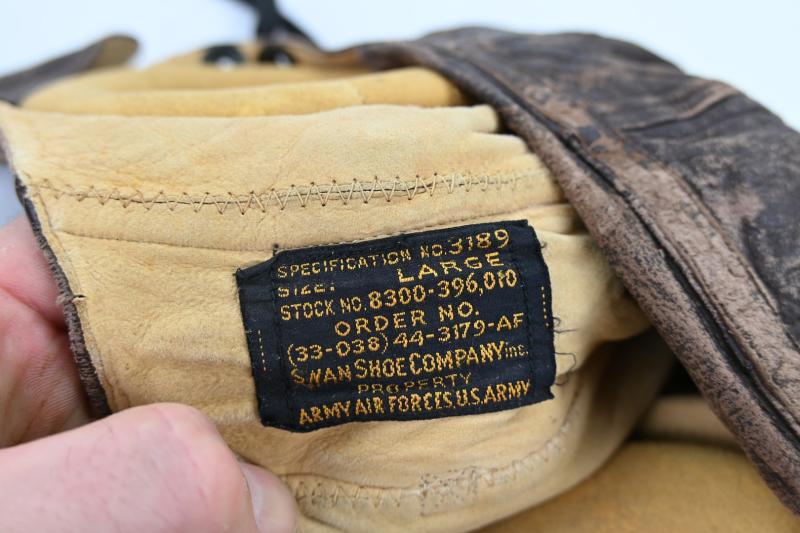 SPECIFICATION NO. 3189
SIZE: LARGE
STOCK NO. 8300-396,010
ORDER NO.
(33-038) 44-3179-AF
SWAN SHOE COMPANY inc.
PROPERTY
ARMY AIR FORCES U.S. ARMY